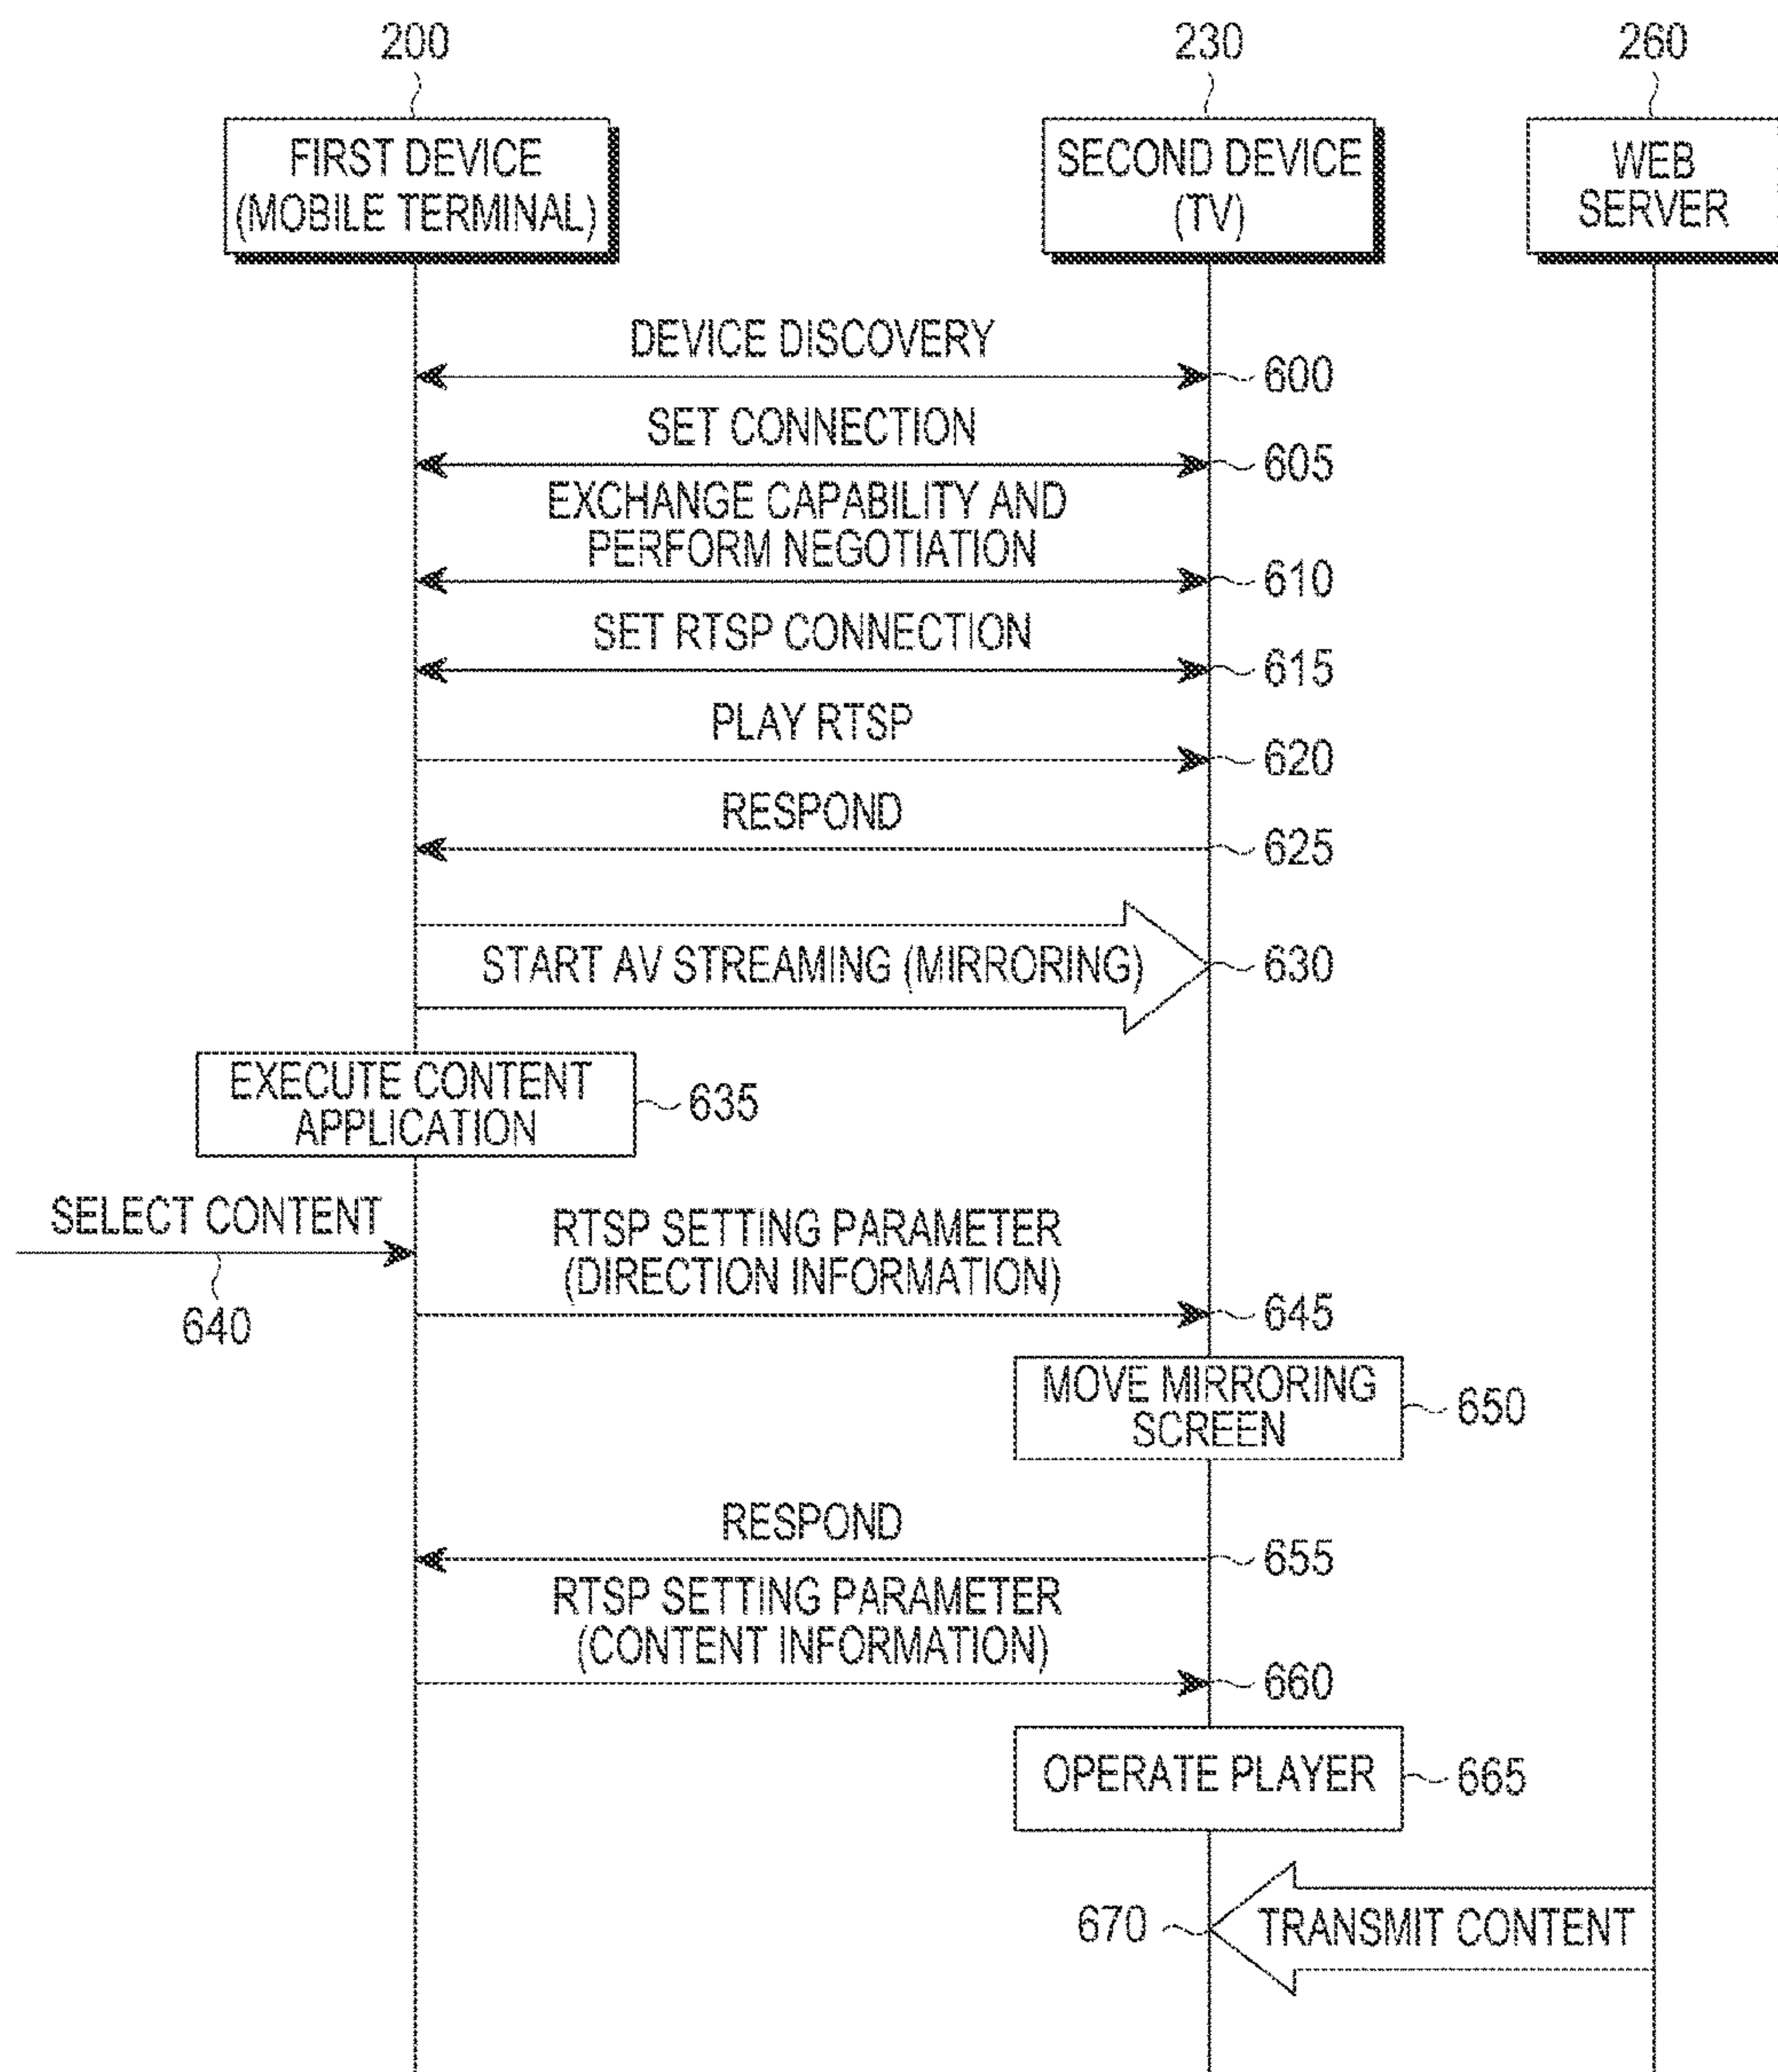 200
230
260
FIRST DEVICE
(MOBILE TERMINAL)
SECOND DEVICE
(TV)
WEB
SERVER
DEVICE DISCOVERY
600
SET CONNECTION
605
EXCHANGE CAPABILITY AND
PERFORM NEGOTIATION
610
SET RTSP CONNECTION
615
PLAY RTSP
620
RESPOND
625
START AV STREAMING (MIRRORING)
630
EXECUTE CONTENT
APPLICATION
635
SELECT CONTENT
640
RTSP SETTING PARAMETER
(DIRECTION INFORMATION)
645
MOVE MIRRORING
SCREEN
650
RESPOND
655
RTSP SETTING PARAMETER
(CONTENT INFORMATION)
660
OPERATE PLAYER
665
TRANSMIT CONTENT
670